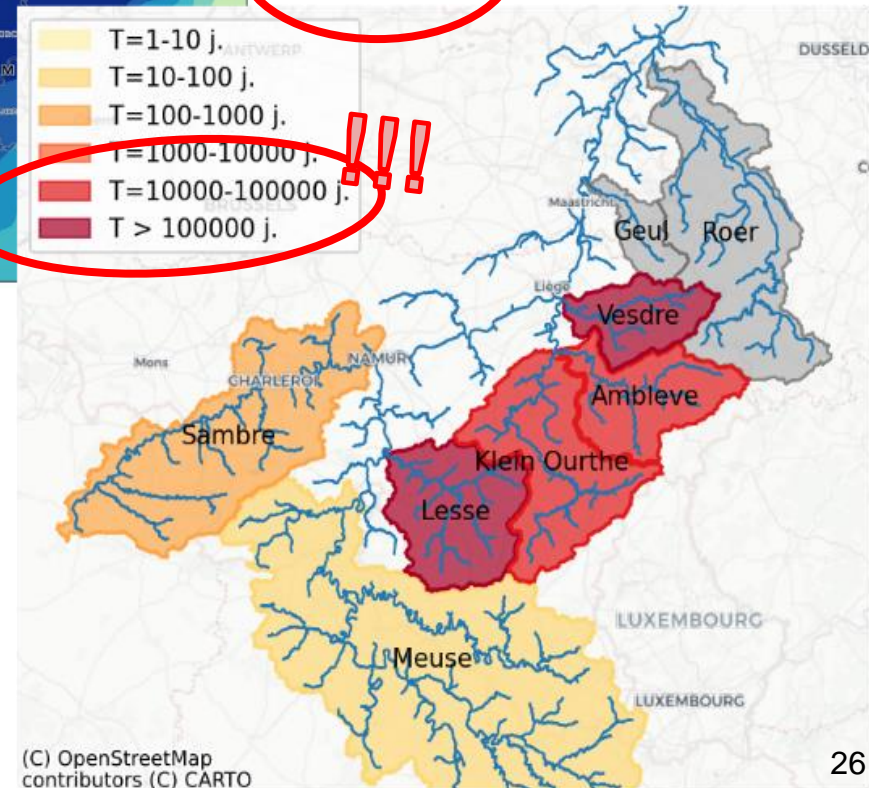 T=1-10 j.
T=10-100 j.
T=100-1000 j.
T=1000-10000 j.
T=10000-100000 j.
T > 100000 j.
!!!
ANTWERP
BRUSSELS
DUSSELD
Maastricht
Geul
Roer
Liège
Vesdre
Mons
NAMUR
CHARLEROI
Ambleve
Sambre
Klein Ourthe
Lesse
LUXEMBOURG
Meuse
LUXEMBOURG
(C) OpenStreetMap
contributors (C) CARTO
26